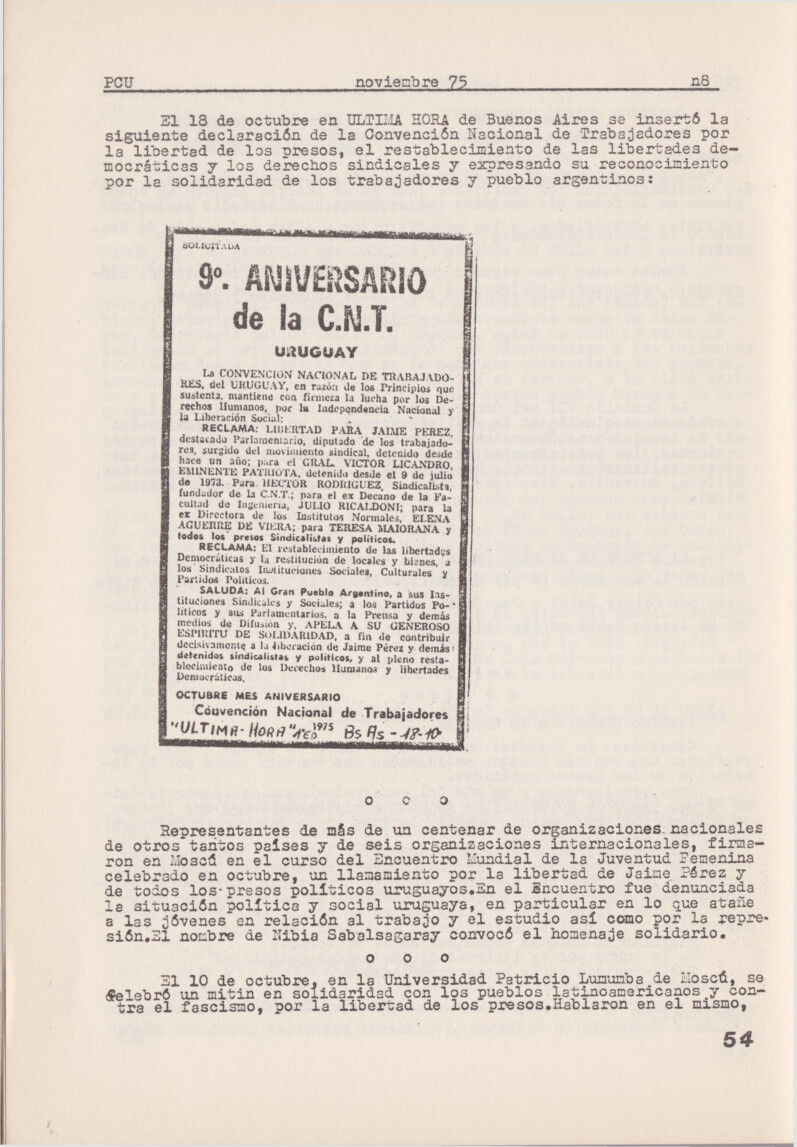 PCU noviembre 75 n8
El 18 de octubre en ULTIMA HORA de Buenos Aires se insertó la
siguiente declaración de la Convención Nacional de Trabajadores por
la libertad de los presos, el restablecimiento de las libertades de-
mocráticas y los derechos sindicales y expresando su reconocimiento
por la solidaridad de los trabajadores y pueblo argentinos:
SOLICITADA
9º. ANIVERSARIO
de la C.N.T.
URUGUAY
La CONVENCION NACIONAL DE TRABAJADO-
RES, del URUGUAY, en razón de los Principios que
sustenta, mantiene con firmeza la lucha por los De-
rechos Humanos, por la Independencia Nacional y
la Liberación Social;
RECLAMA: LIBERTAD PARA JAIME PEREZ,
destacado Parlamentario, diputado de los trabajado-
res, surgido del movimiento sindical, detenido desde
hace un año; para el GRAL. VICTOR LICANDRO,
EMINENTE PATRIOTA, detenido desde el 9 de julio
de 1973. Para HECTOR RODRIGUEZ, Sindicalista,
fundador de la C.N.T.; para el ex Decano de la Fa-
cultad de Ingeniería, JULIO RICALDONI; para la
ex Directora de los Institutos Normales, ELENA
AGUERRE DE VIERA; para TERESA MAIORANA y
todos los presos Sindicalistas y políticos.
RECLAMA: El restablecimiento de las libertades
Democráticas y la restitución de locales y bienes, a
los Sindicatos Instituciones Sociales, Culturales y
Partidos Políticos.
SALUDA: Al Gran Pueblo Argentino, a sus Ins-
tituciones Sindicales y Sociales; a los Partidos Po-
líticos y sus Parlamentarios, a la Prensa y demás
medios de Difusión y, APELA A SU GENEROSO
ESPIRITU DE SOLIDARIDAD, a fin de contribuir
decisivamente a la liberación de Jaime Pérez y demás
detenidos sindicalistas y políticos, y al pleno resta-
blecimiento de los Derechos Humanos y libertades
Democráticas.
OCTUBRE MES ANIVERSARIO
Convención Nacional de Trabajadores
"ULTIMA-HORA" 1ª ED 1975 Bs As - 18-10
o c o
Representantes de más de un centenar de organizaciones nacionales
de otros tantos países y de seis organizaciones internacionales, firma-
ron en Moscú en el curso del Encuentro Mundial de la Juventud Femenina
celebrado en octubre, un llamamiento por la libertad de Jaime Pérez y
de todos los presos políticos uruguayos.En el Encuentro fue denunciada
la situación política y social uruguaya, en particular en lo que atañe
a las jóvenes en relación al trabajo y el estudio así como por la repre-
sión.El nombre de Nibia Sabalsagaray convocó el homenaje solidario.
o o o
El 10 de octubre, en la Universidad Patricio Lumumba de Moscú, se
celebró un mitin en solidaridad con los pueblos latinoamericanos y con-
tra el fascismo, por la libertad de los presos.Hablaron en el mismo,
54